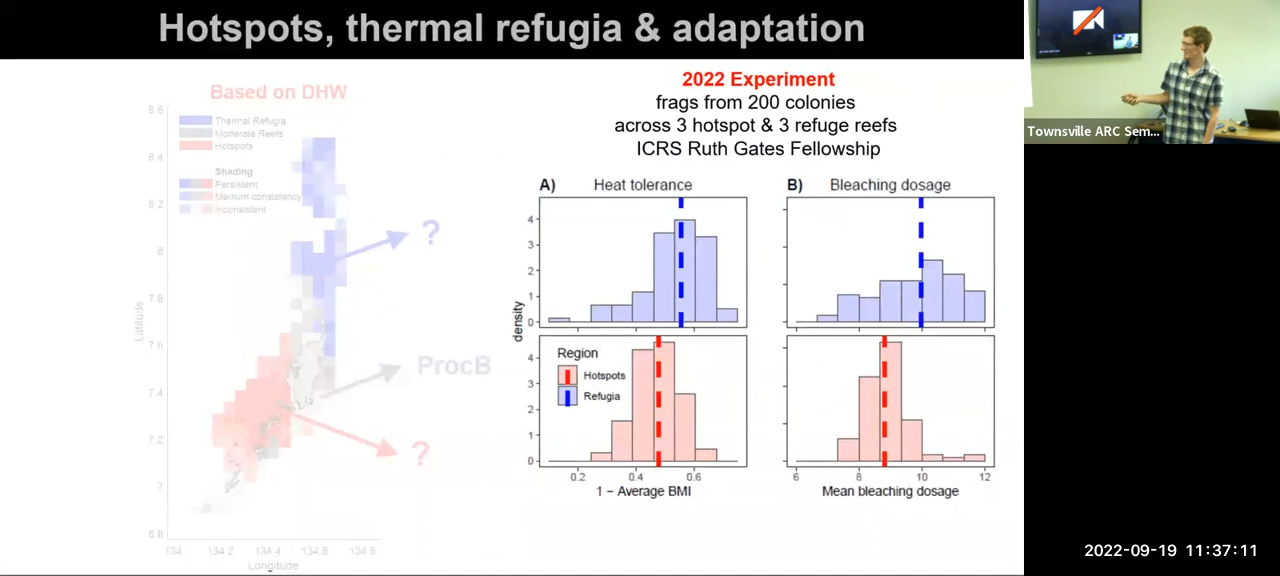 Hotspots, thermal refugia & adaptation
Based on DHW
Thermal Refugia
Moderate Reefs
Hotspots
Shading
Persistent
Medium consistency
Inconsistent
8.6
8.4
8.2
8
7.8
7.6
7.4
7.2
7
6.8
Latitude
134
134.2
134.4
134.6
134.8
Longitude
?
ProcB
?
2022 Experiment
frags from 200 colonies
across 3 hotspot & 3 refuge reefs
ICRS Ruth Gates Fellowship
A) Heat tolerance
B) Bleaching dosage
4
3
2
1
0
density
4
3
2
1
0
Region
Hotspots
Refugia
0.2 0.4 0.6
1 − Average BMI
6 8 10 12
Mean bleaching dosage
Townsville ARC Sem...
2022-09-19 11:37:11